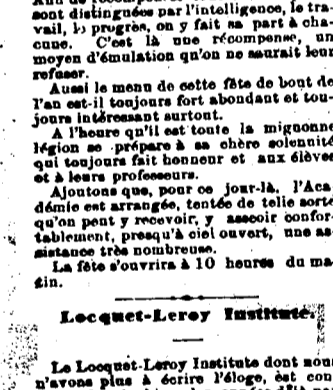 sont distinguées par l'intelligence, le tra-
vail, le progrès, on y fait sa part à cha-
cune. C'est là une récompense, un
moyen d'émulation qu'on ne saurait leur
refuser.
Aussi le menu de cette fête de bout de
l'an est-il toujours fort abondant et tou-
jours intéressant surtout.
A l'heure qu'il est toute la mignonne
légion se prépare à sa chère solennité
qui toujours fait honneur et aux élèves
et à leurs professeurs.
Ajoutons que, pour ce jour-là, l'Aca
démie est arrangée, tentée de telle sorte
qu'on peut y recevoir, y asseoir confor-
tablement, presqu'à ciel ouvert, une as-
sistance très nombreuse.
La fête s'ouvrira à 10 heures du ma-
tin.
Locquet-Leroy Institute.
Le Locquet-Leroy Institute dont nous
n'avons plus à écrire l'éloge, est con